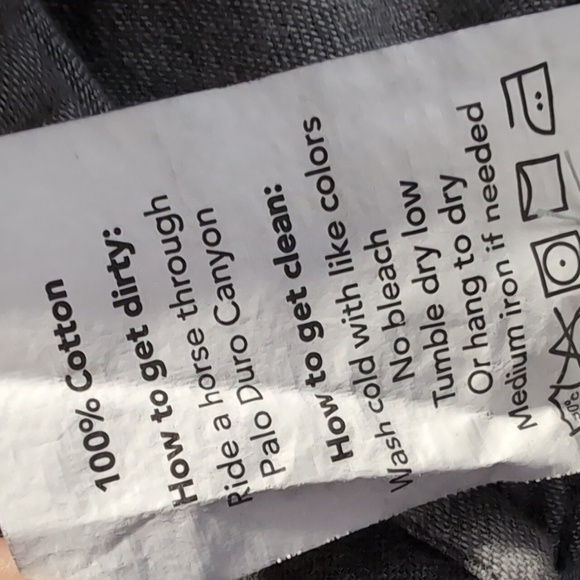 100% Cotton
How to get dirty:
Ride a horse through
Palo Duro Canyon
How to get clean:
Wash cold with like colors
No bleach
Tumble dry low
Or hang to dry
Medium iron if needed